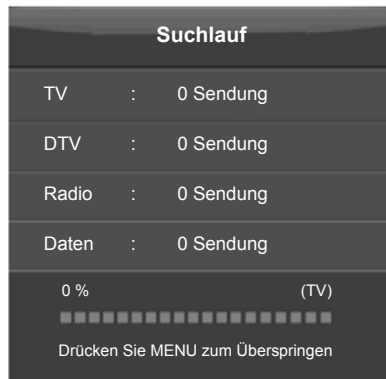 Suchlauf
TV : 0 Sendung
DTV : 0 Sendung
Radio : 0 Sendung
Daten : 0 Sendung
0 % (TV)
Drücken Sie MENU zum Überspringen